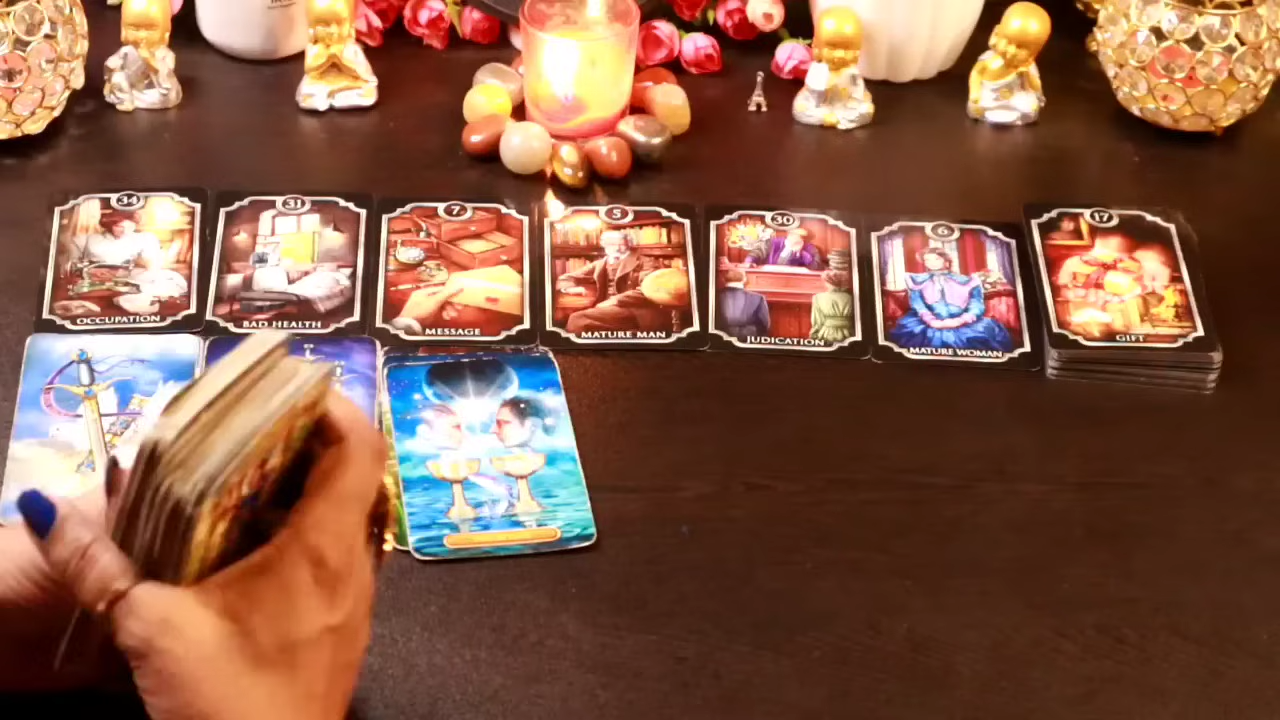 34
OCCUPATION
31
BAD HEALTH
7
MESSAGE
5
MATURE MAN
30
JUDICATION
6
MATURE WOMAN
17
GIFT